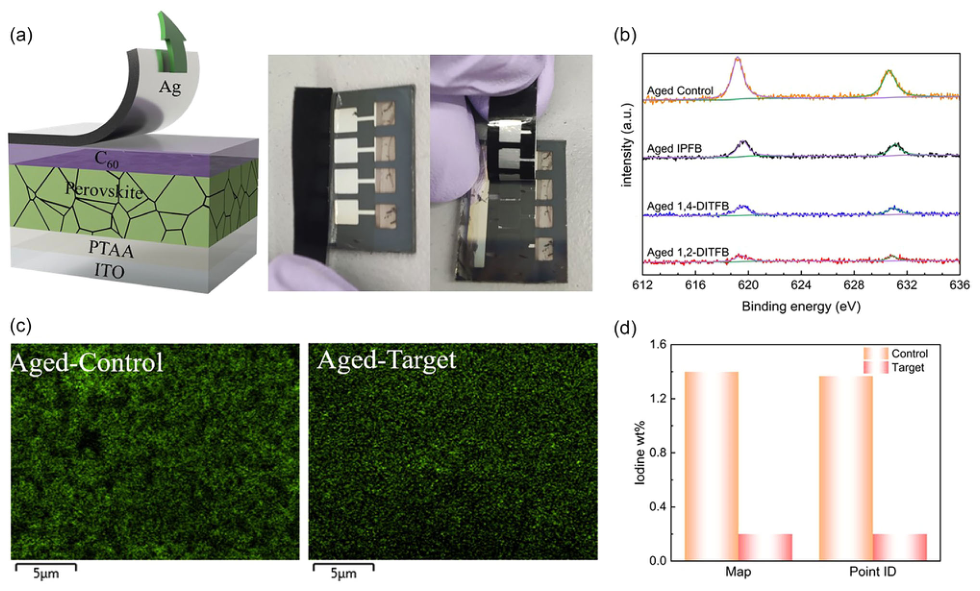 (a)
Ag
C60
Perovskite
PTAA
ITO
(b)
intensity (a.u.)
Aged Control
Aged IPFB
Aged 1,4-DITFB
Aged 1,2-DITFB
612 616 620 624 628 632 636
Binding energy (eV)
(c)
Aged-Control
Aged-Target
5μm
5μm
(d)
Iodine wt%
1.6
1.2
0.8
0.4
0.0
Control
Target
Map
Point ID